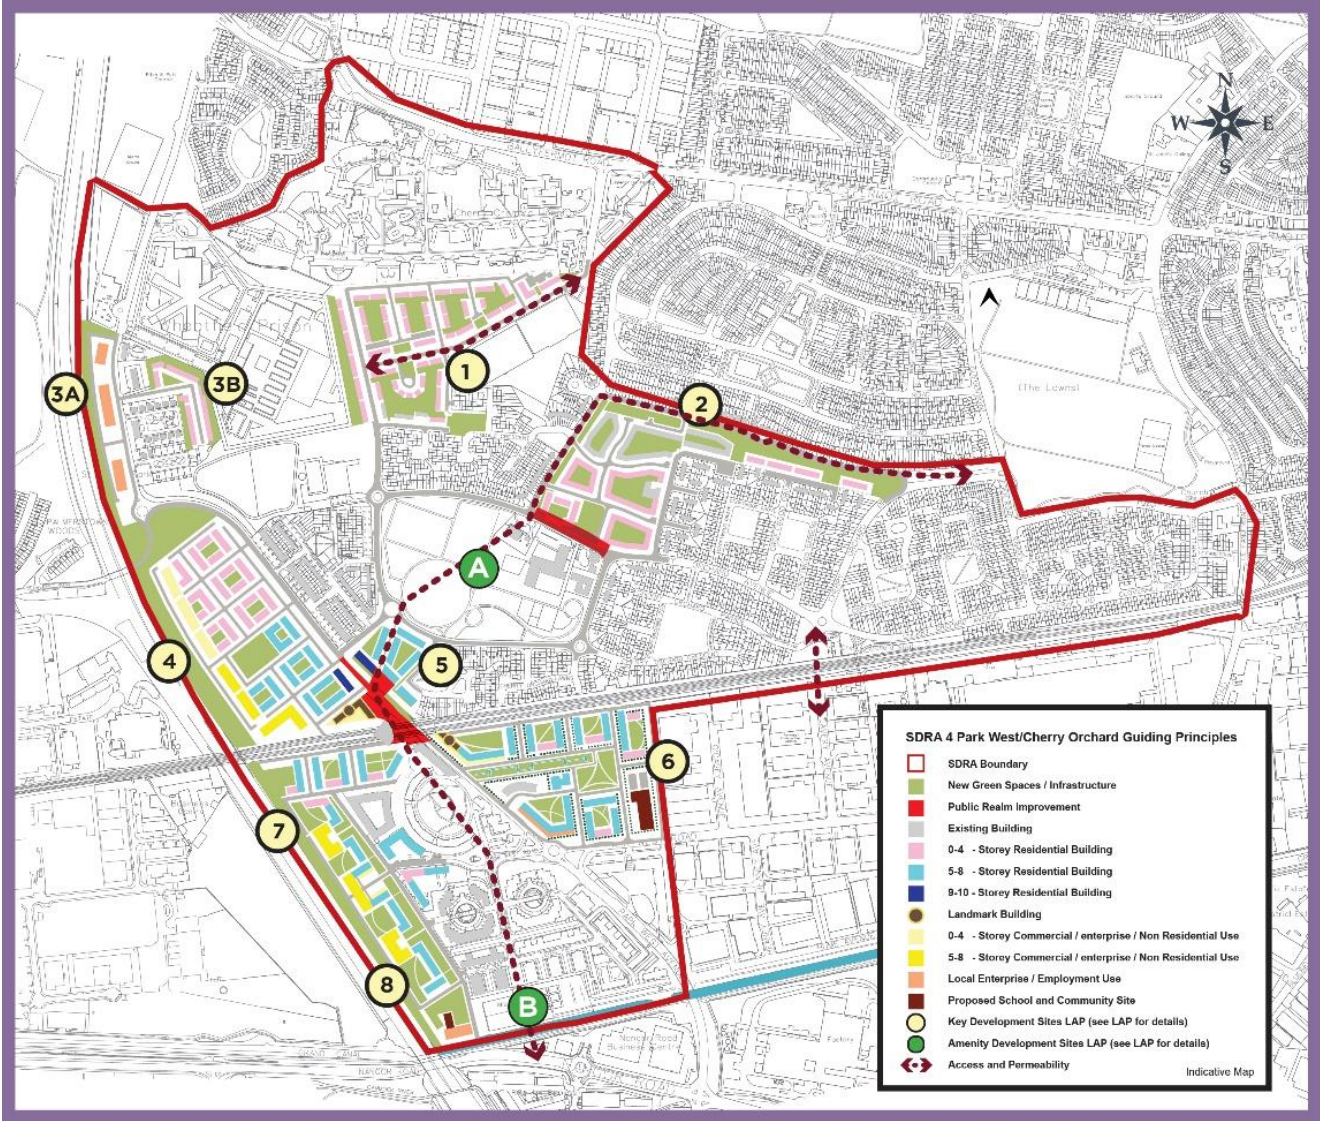 N
W
E
S
Wheatfield Prison
(The Lawns)
3A
3B
1
2
A
4
5
6
7
8
B
PALMERSTOWN
WOODS
GRAND CANAL
NANGOR ROAD
Nangor Road
Business Centre
Factory
SDRA 4 Park West/Cherry Orchard Guiding Principles
SDRA Boundary
New Green Spaces / Infrastructure
Public Realm Improvement
Existing Building
0-4 - Storey Residential Building
5-8 - Storey Residential Building
9-10 - Storey Residential Building
Landmark Building
0-4 - Storey Commercial / enterprise / Non Residential Use
5-8 - Storey Commercial / enterprise / Non Residential Use
Local Enterprise / Employment Use
Proposed School and Community Site
Key Development Sites LAP (see LAP for details)
Amenity Development Sites LAP (see LAP for details)
Access and Permeability
Indicative Map